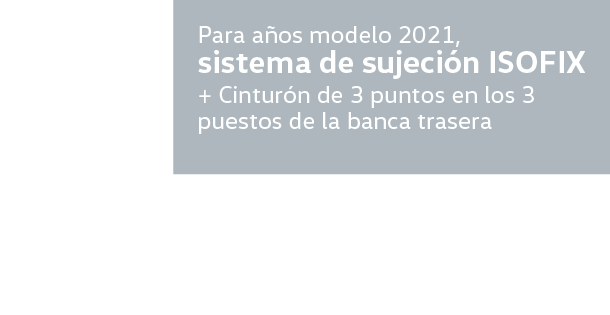 Para años modelo 2021,
sistema de sujeción ISOFIX
+ Cinturón de 3 puntos en los 3
puestos de la banca trasera